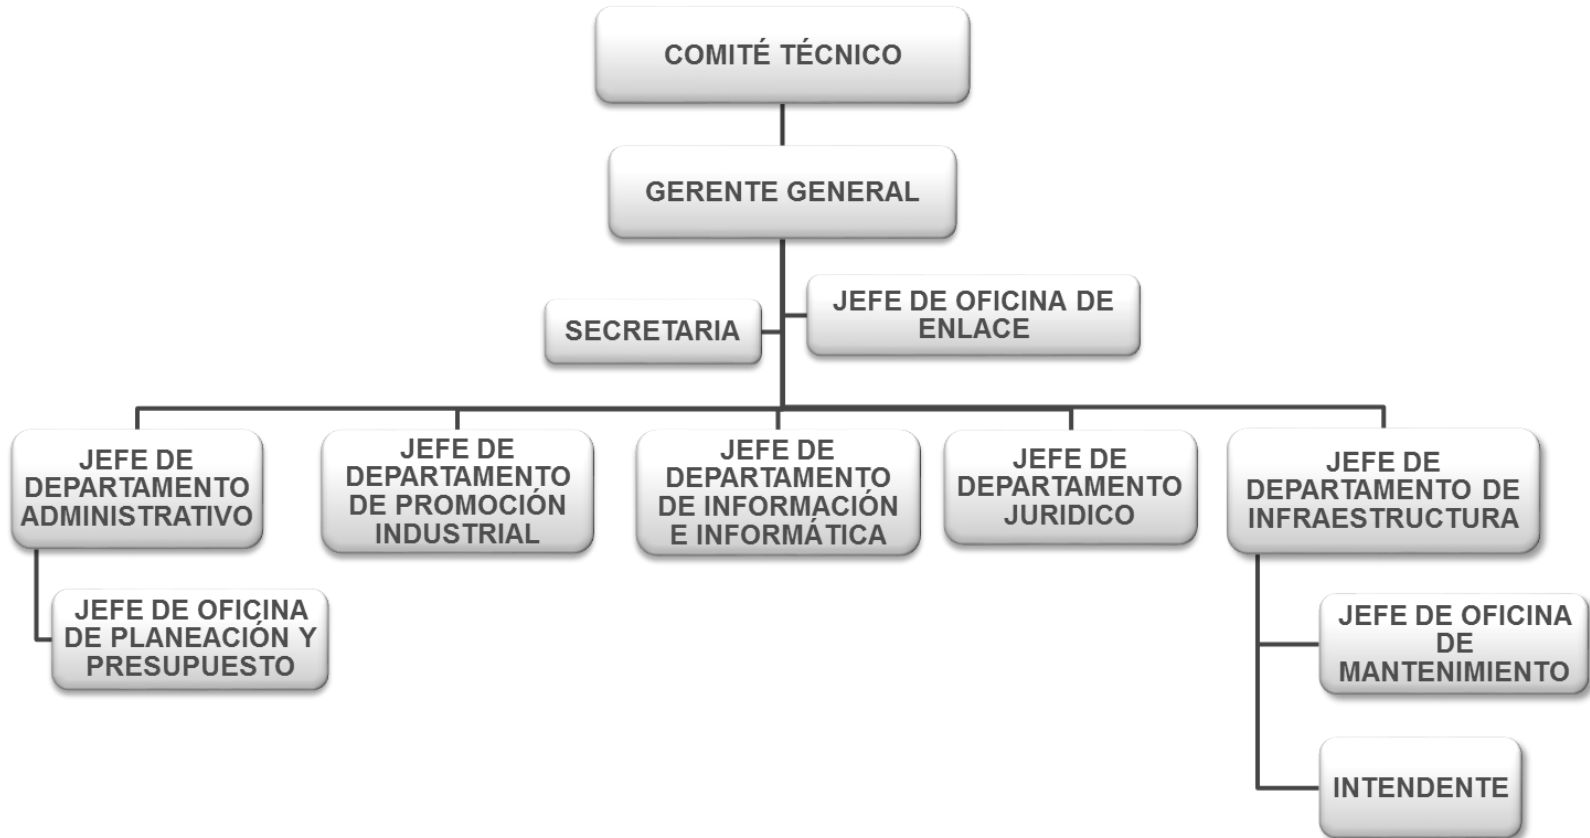 COMITÉ TÉCNICO
GERENTE GENERAL
JEFE DE OFICINA DE
ENLACE
SECRETARIA
JEFE DE
DEPARTAMENTO
ADMINISTRATIVO
JEFE DE
DEPARTAMENTO
DE PROMOCIÓN
INDUSTRIAL
JEFE DE
DEPARTAMENTO
DE INFORMACIÓN
E INFORMÁTICA
JEFE DE
DEPARTAMENTO
JURIDICO
JEFE DE
DEPARTAMENTO DE
INFRAESTRUCTURA
JEFE DE OFICINA
DE PLANEACIÓN Y
PRESUPUESTO
JEFE DE OFICINA
DE
MANTENIMIENTO
INTENDENTE